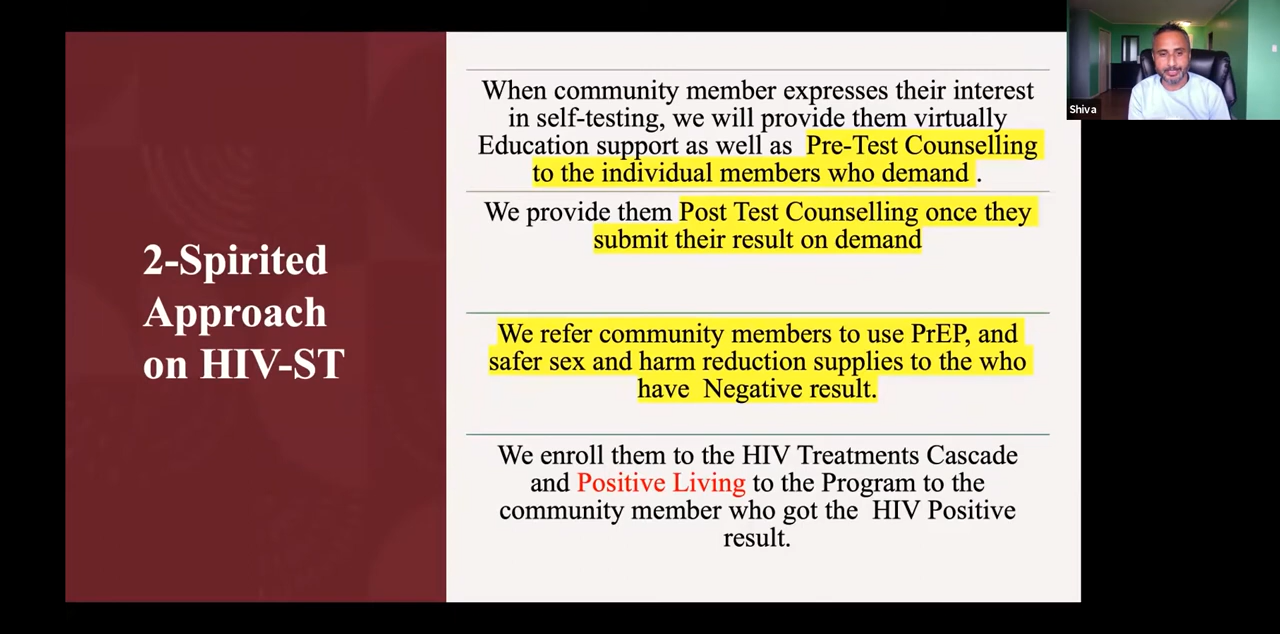 2-Spirited
Approach
on HIV-ST
When community member expresses their interest
in self-testing, we will provide them virtually
Education support as well as Pre-Test Counselling
to the individual members who demand .
We provide them Post Test Counselling once they
submit their result on demand
We refer community members to use PrEP, and
safer sex and harm reduction supplies to the who
have Negative result.
We enroll them to the HIV Treatments Cascade
and Positive Living to the Program to the
community member who got the HIV Positive
result.
Shiva